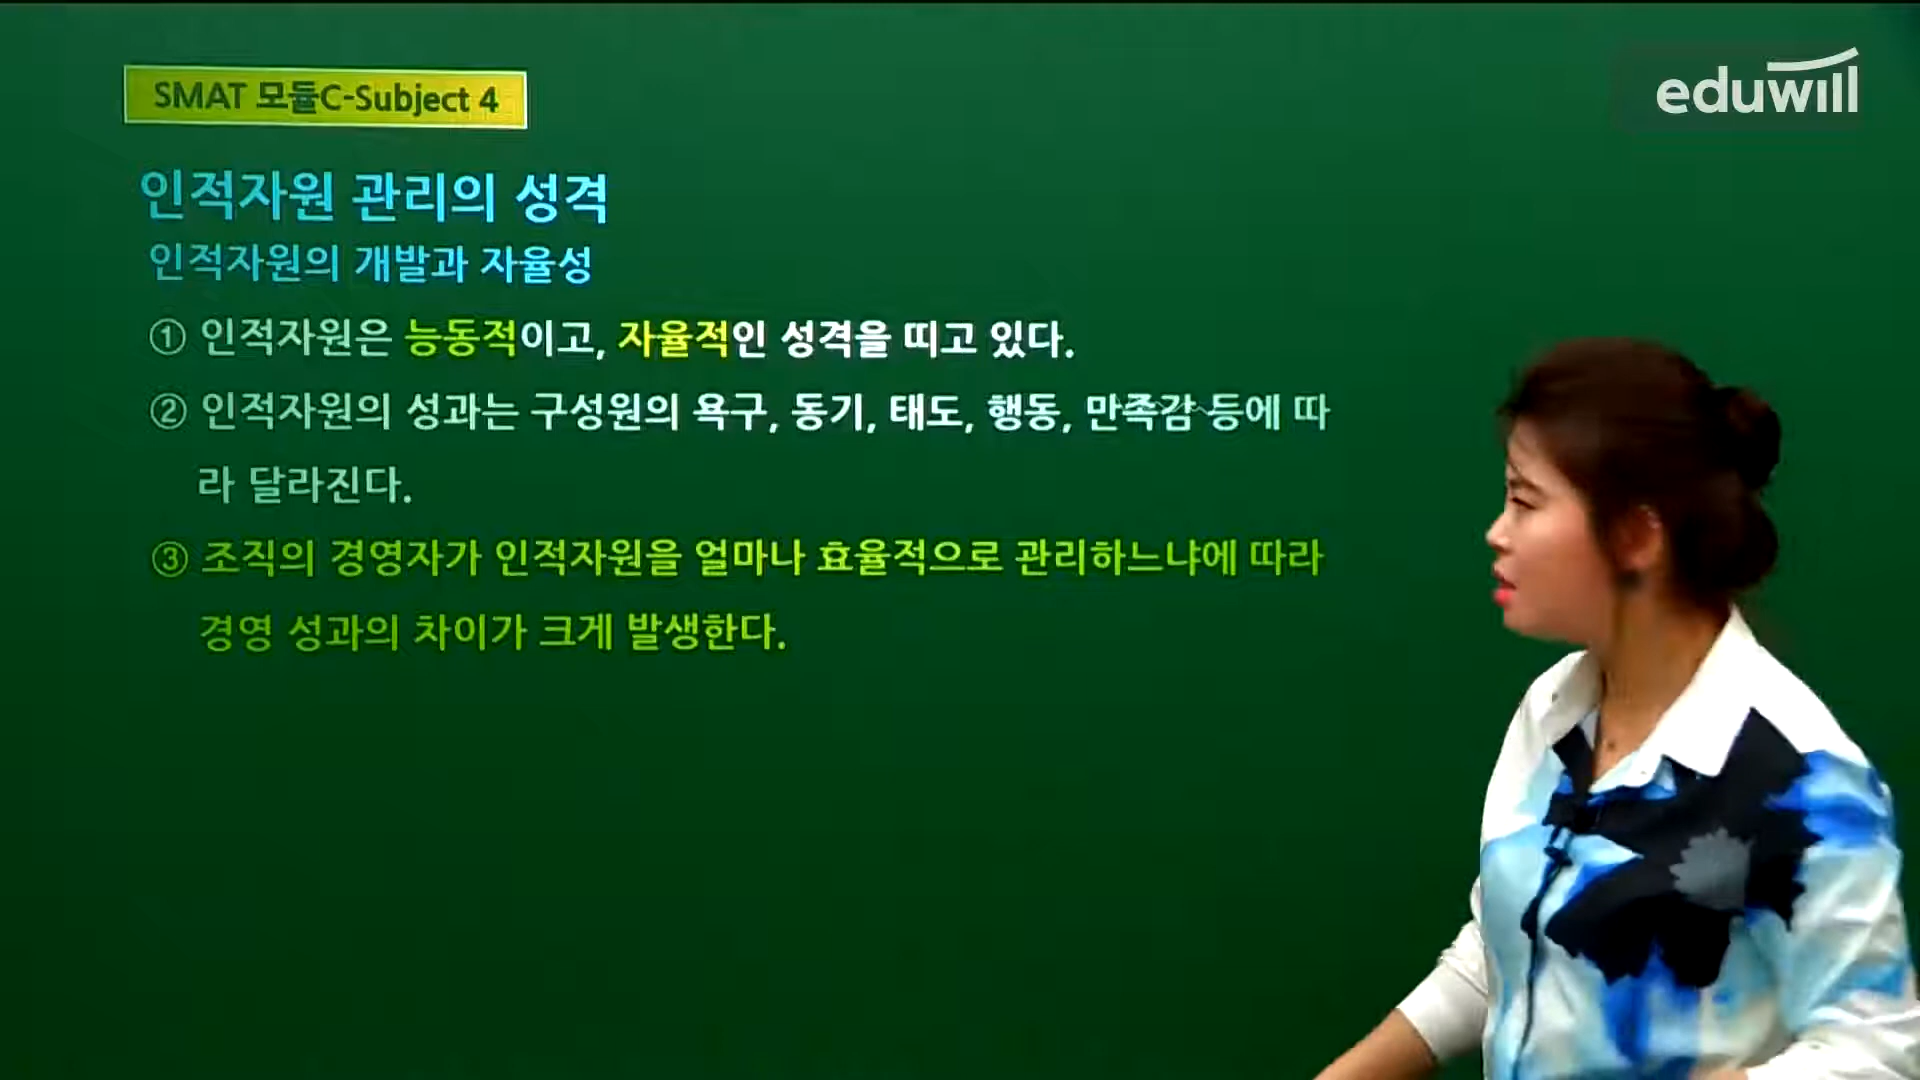 SMAT 모듈C-Subject 4
eduwill
인적자원 관리의 성격
인적자원의 개발과 자율성
① 인적자원은 능동적이고, 자율적인 성격을 띠고 있다.
② 인적자원의 성과는 구성원의 욕구, 동기, 태도, 행동, 만족감 등에 따
라 달라진다.
③ 조직의 경영자가 인적자원을 얼마나 효율적으로 관리하느냐에 따라
경영 성과의 차이가 크게 발생한다.